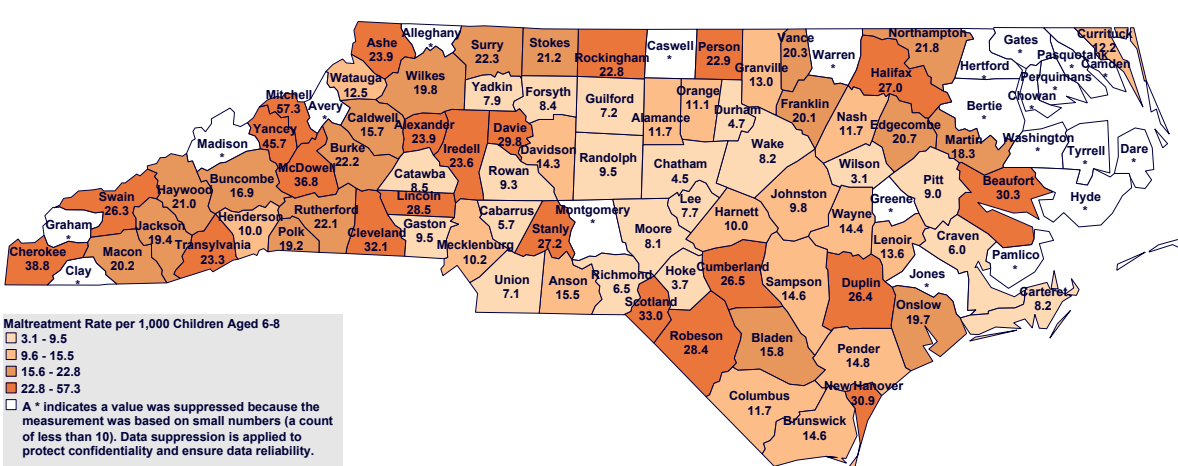 Alleghany
*
Ashe
23.9
Surry
22.3
Stokes
21.2
Rockingham
22.8
Caswell
*
Person
22.9
Vance
20.3
Warren
*
Northampton
21.8
Gates
*
Currituck
12.2
Pasquotank
*
Camden
*
Hertford
*
Perquimans
*
Chowan
*
Halifax
27.0
Granville
13.0
Watauga
12.5
Wilkes
19.8
Yadkin
7.9
Forsyth
8.4
Guilford
7.2
Alamance
11.7
Orange
11.1
Durham
4.7
Franklin
20.1
Nash
11.7
Edgecombe
20.7
Bertie
*
Martin
18.3
Washington
*
Tyrrell
*
Dare
*
Mitchell
57.3
Avery
*
Yancey
45.7
Caldwell
15.7
Alexander
23.9
Iredell
23.6
Davie
29.8
Davidson
14.3
Randolph
9.5
Chatham
4.5
Wake
8.2
Wilson
3.1
Pitt
9.0
Beaufort
30.3
Hyde
*
Madison
*
Burke
22.2
McDowell
36.8
Catawba
8.5
Rowan
9.3
Buncombe
16.9
Haywood
21.0
Swain
26.3
Graham
*
Cherokee
38.8
Clay
*
Macon
20.2
Jackson
19.4
Transylvania
23.3
Henderson
10.0
Polk
19.2
Rutherford
22.1
Cleveland
32.1
Lincoln
28.5
Gaston
9.5
Mecklenburg
10.2
Cabarrus
5.7
Stanly
27.2
Montgomery
*
Moore
8.1
Lee
7.7
Harnett
10.0
Johnston
9.8
Wayne
14.4
Greene
*
Lenoir
13.6
Craven
6.0
Pamlico
*
Jones
*
Carteret
8.2
Union
7.1
Anson
15.5
Richmond
6.5
Hoke
3.7
Scotland
33.0
Cumberland
26.5
Sampson
14.6
Duplin
26.4
Onslow
19.7
Robeson
28.4
Bladen
15.8
Pender
14.8
New Hanover
30.9
Columbus
11.7
Brunswick
14.6
Maltreatment Rate per 1,000 Children Aged 6-8
3.1 - 9.5
9.6 - 15.5
15.6 - 22.8
22.8 - 57.3
A * indicates a value was suppressed because the
measurement was based on small numbers (a count
of less than 10). Data suppression is applied to
protect confidentiality and ensure data reliability.